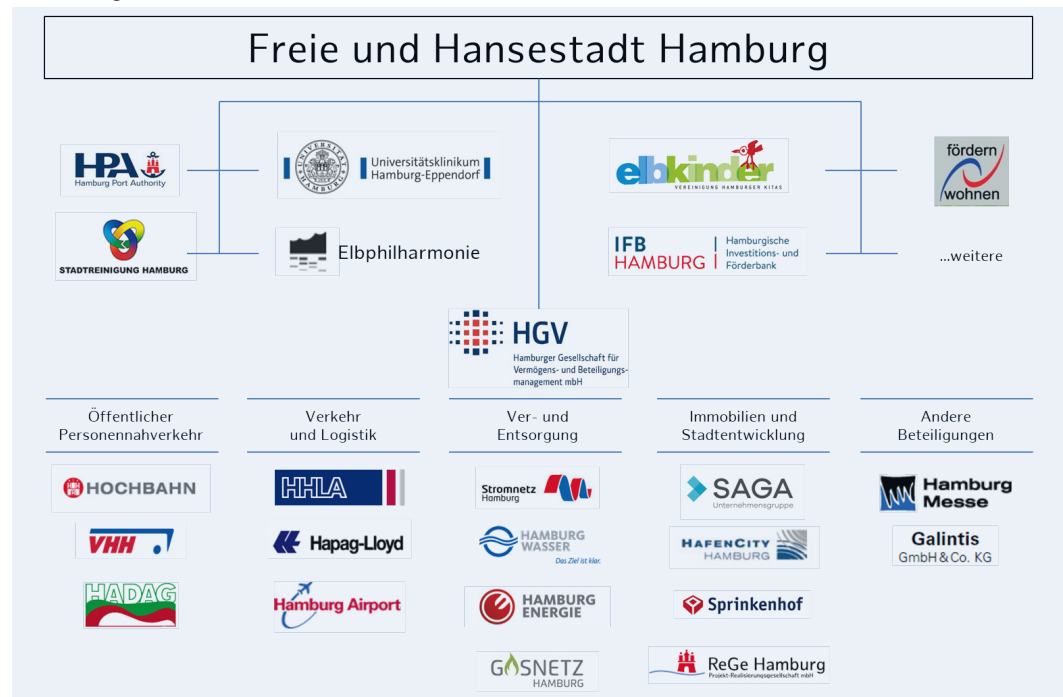 Freie und Hansestadt Hamburg
HPA
Hamburg Port Authority
UNIVERSITÄT HAMBURG
Universitätsklinikum
Hamburg-Eppendorf
elbkinder
VEREINIGUNG HAMBURGER KITAS
fördern
wohnen
STADTREINIGUNG HAMBURG
Elbphilharmonie
IFB
HAMBURG
Hamburgische
Investitions- und
Förderbank
...weitere
HGV
Hamburger Gesellschaft für
Vermögens- und Beteiligungs-
management mbH
Öffentlicher
Personennahverkehr
Verkehr
und Logistik
Ver- und
Entsorgung
Immobilien und
Stadtentwicklung
Andere
Beteiligungen
HOCHBAHN
HHLA
Stromnetz
Hamburg
SAGA
Unternehmensgruppe
Hamburg
Messe
VHH
Hapag-Lloyd
HAMBURG
WASSER
Das Ziel ist klar.
HAFENCITY
HAMBURG
Galintis
GmbH & Co. KG
HADAG
Hamburg Airport
HAMBURG
ENERGIE
Sprinkenhof
GASNETZ
HAMBURG
ReGe Hamburg
Projekt-Realisierungsgesellschaft mbH